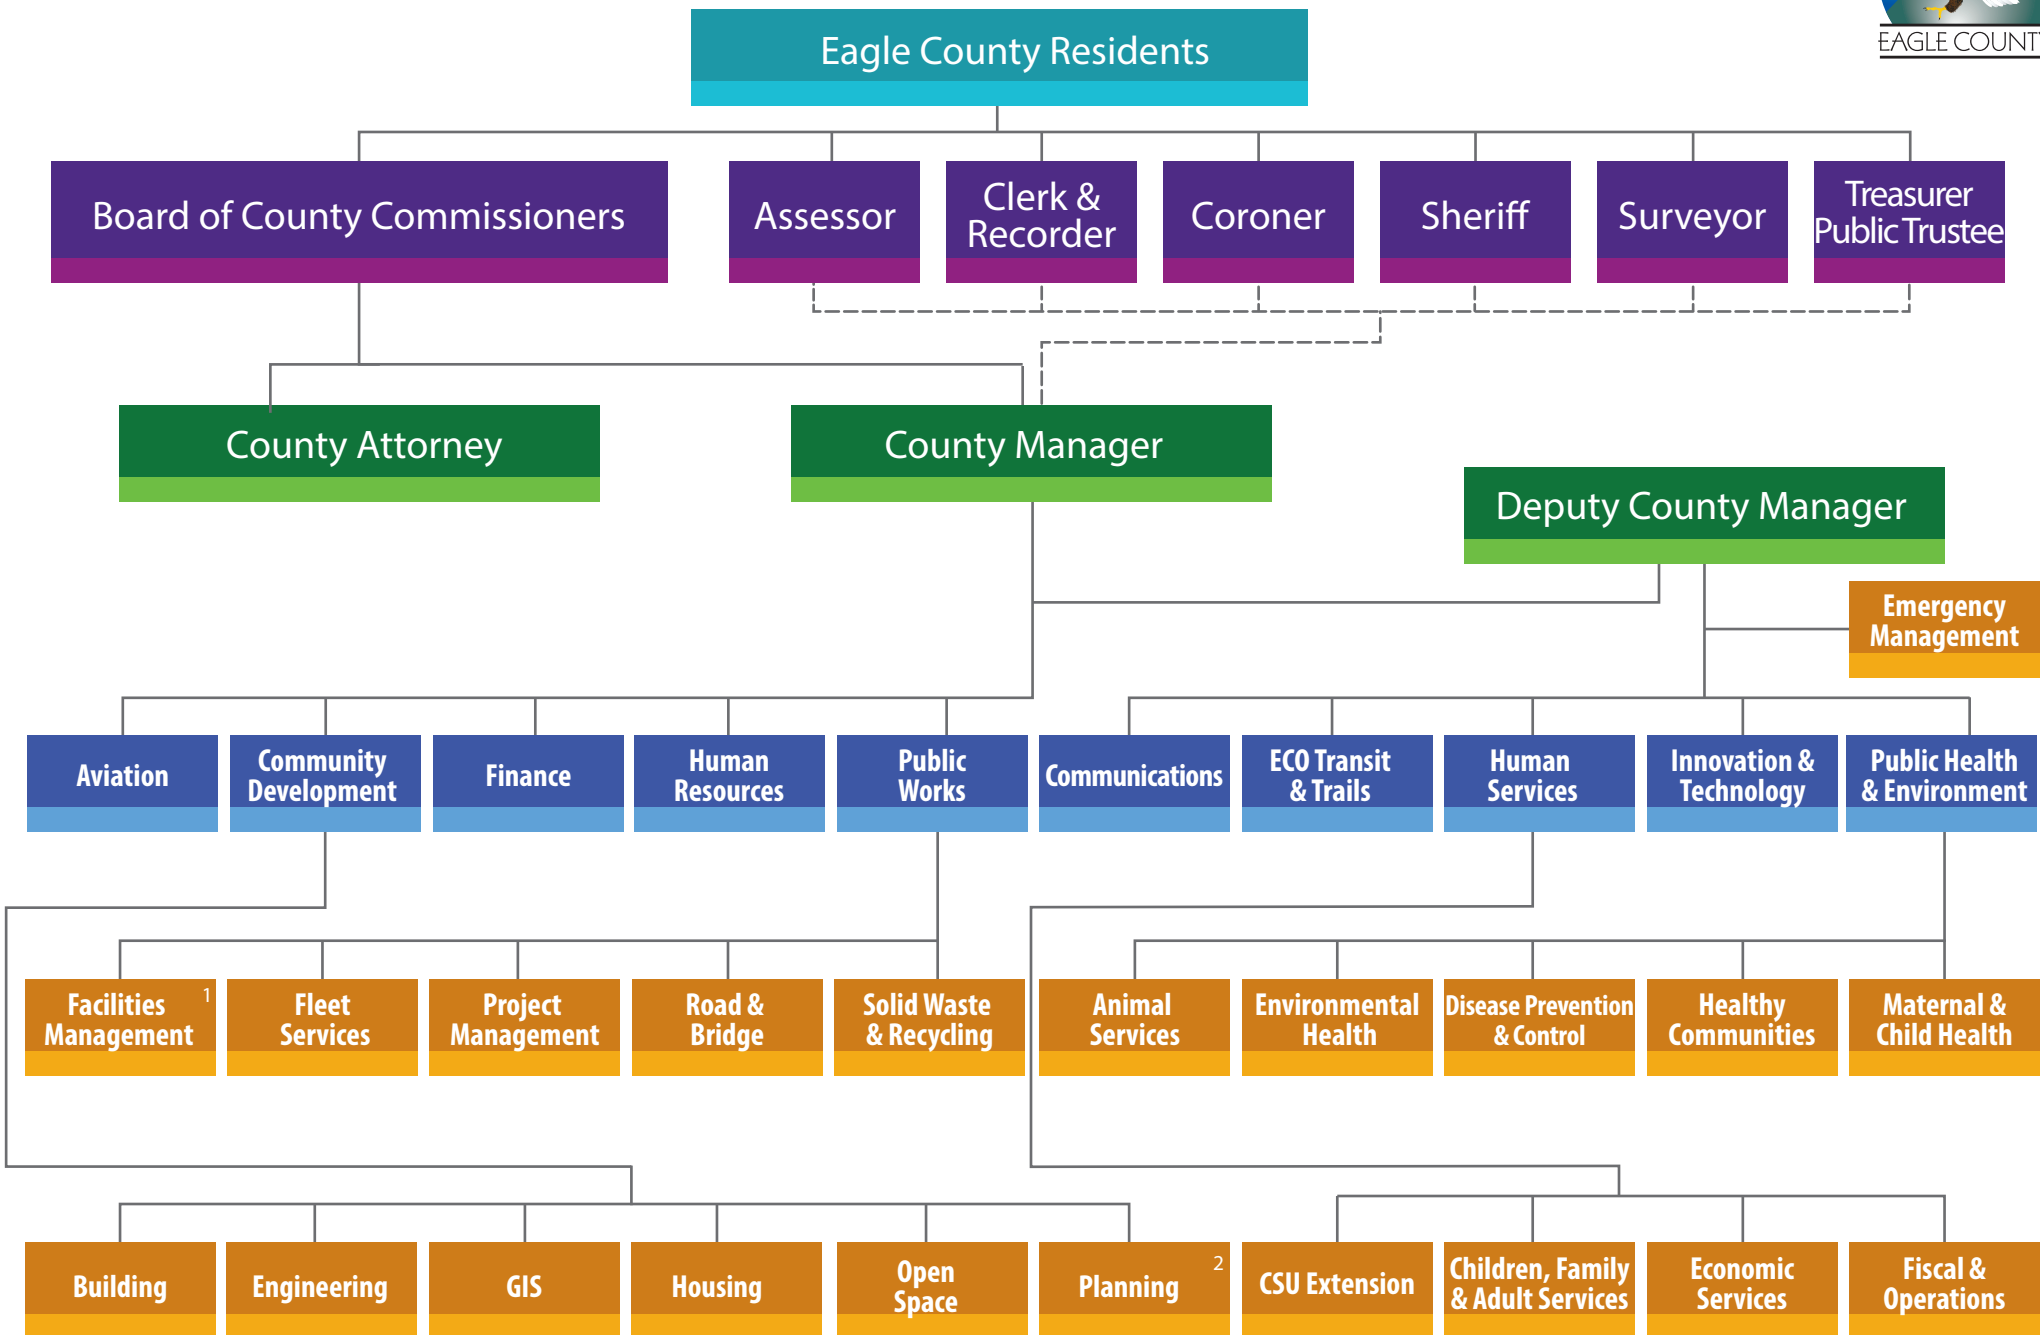 EAGLE COUNTY
Eagle County Residents
Board of County Commissioners
Assessor
Clerk &
Recorder
Coroner
Sheriff
Surveyor
Treasurer
Public Trustee
County Attorney
County Manager
Deputy County Manager
Emergency
Management
Aviation
Community
Development
Finance
Human
Resources
Public
Works
Communications
ECO Transit
& Trails
Human
Services
Innovation &
Technology
Public Health
& Environment
Facilities 1
Management
Fleet
Services
Project
Management
Road &
Bridge
Solid Waste
& Recycling
Animal
Services
Environmental
Health
Disease Prevention
& Control
Healthy
Communities
Maternal &
Child Health
Building
Engineering
GIS
Housing
Open
Space
Planning 2
CSU Extension
Children, Family
& Adult Services
Economic
Services
Fiscal &
Operations